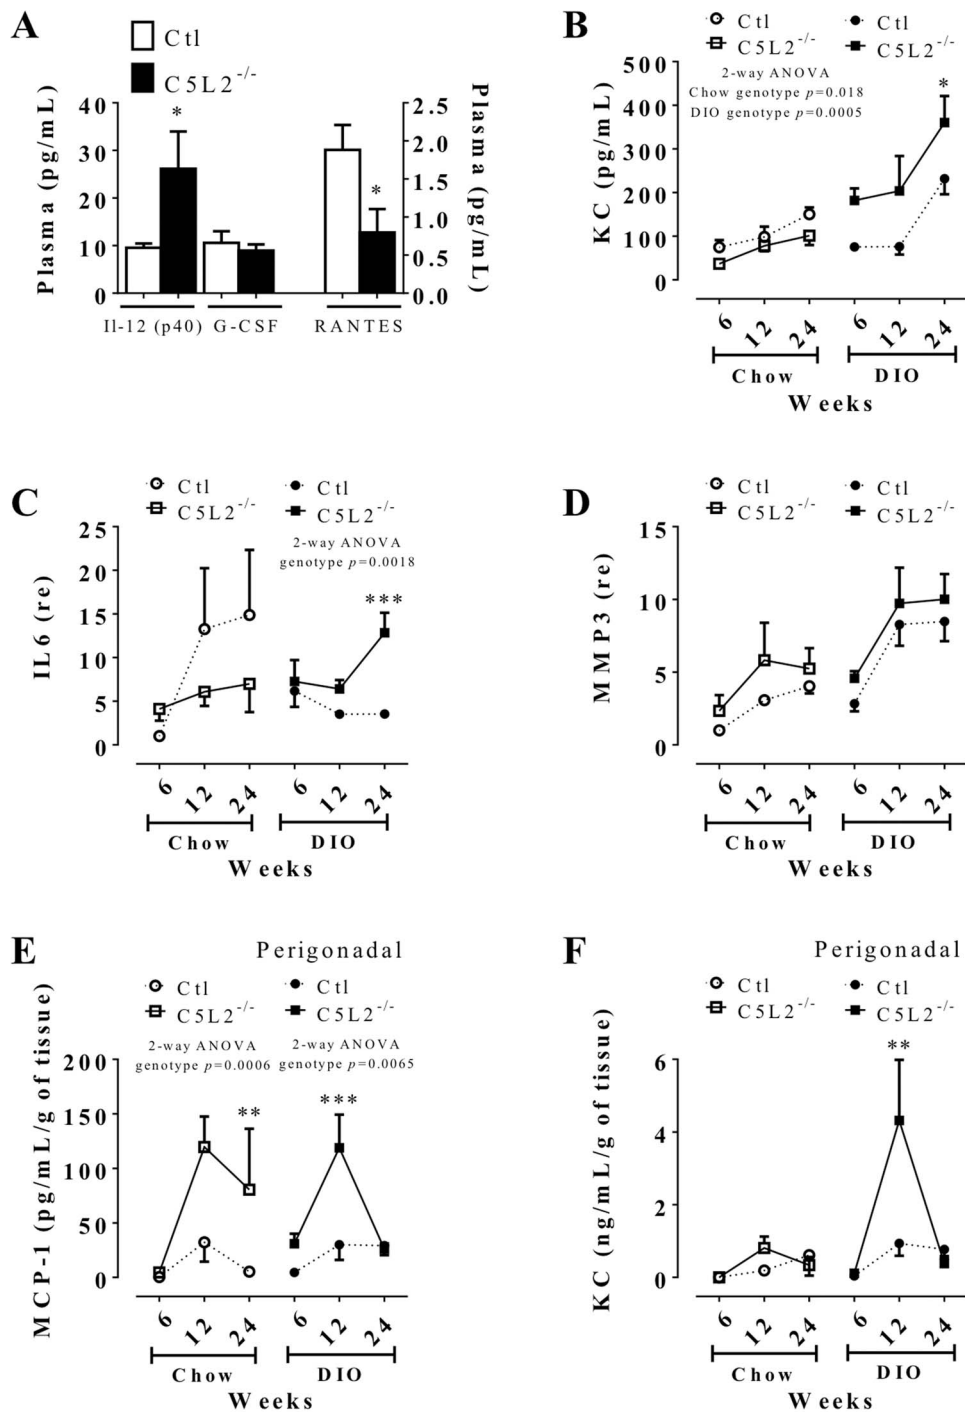 A
Ctl
C5L2-/-
Plasma (pg/mL)
40
30
20
10
0
*
*
2.5
2.0
1.5
1.0
0.5
0.0
Plasma (pg/mL)
Il-12 (p40) G-CSF RANTES
B
Ctl Ctl
C5L2-/- C5L2-/-
2-way ANOVA
Chow genotype p=0.018
DIO genotype p=0.0005
*
KC (pg/mL)
500
400
300
200
100
0
6 12 24 6 12 24
Chow DIO
Weeks
C
Ctl Ctl
C5L2-/- C5L2-/-
2-way ANOVA
genotype p=0.0018
***
IL6 (re)
25
20
15
10
5
0
6 12 24 6 12 24
Chow DIO
Weeks
D
Ctl Ctl
C5L2-/- C5L2-/-
MMP3 (re)
15
10
5
0
6 12 24 6 12 24
Chow DIO
Weeks
E
Perigonadal
Ctl Ctl
C5L2-/- C5L2-/-
2-way ANOVA 2-way ANOVA
genotype p=0.0006 genotype p=0.0065
** ***
MCP-1 (pg/mL/g of tissue)
200
150
100
50
0
6 12 24 6 12 24
Chow DIO
Weeks
F
Perigonadal
Ctl Ctl
C5L2-/- C5L2-/-
**
KC (ng/mL/g of tissue)
6
4
2
0
6 12 24 6 12 24
Chow DIO
Weeks